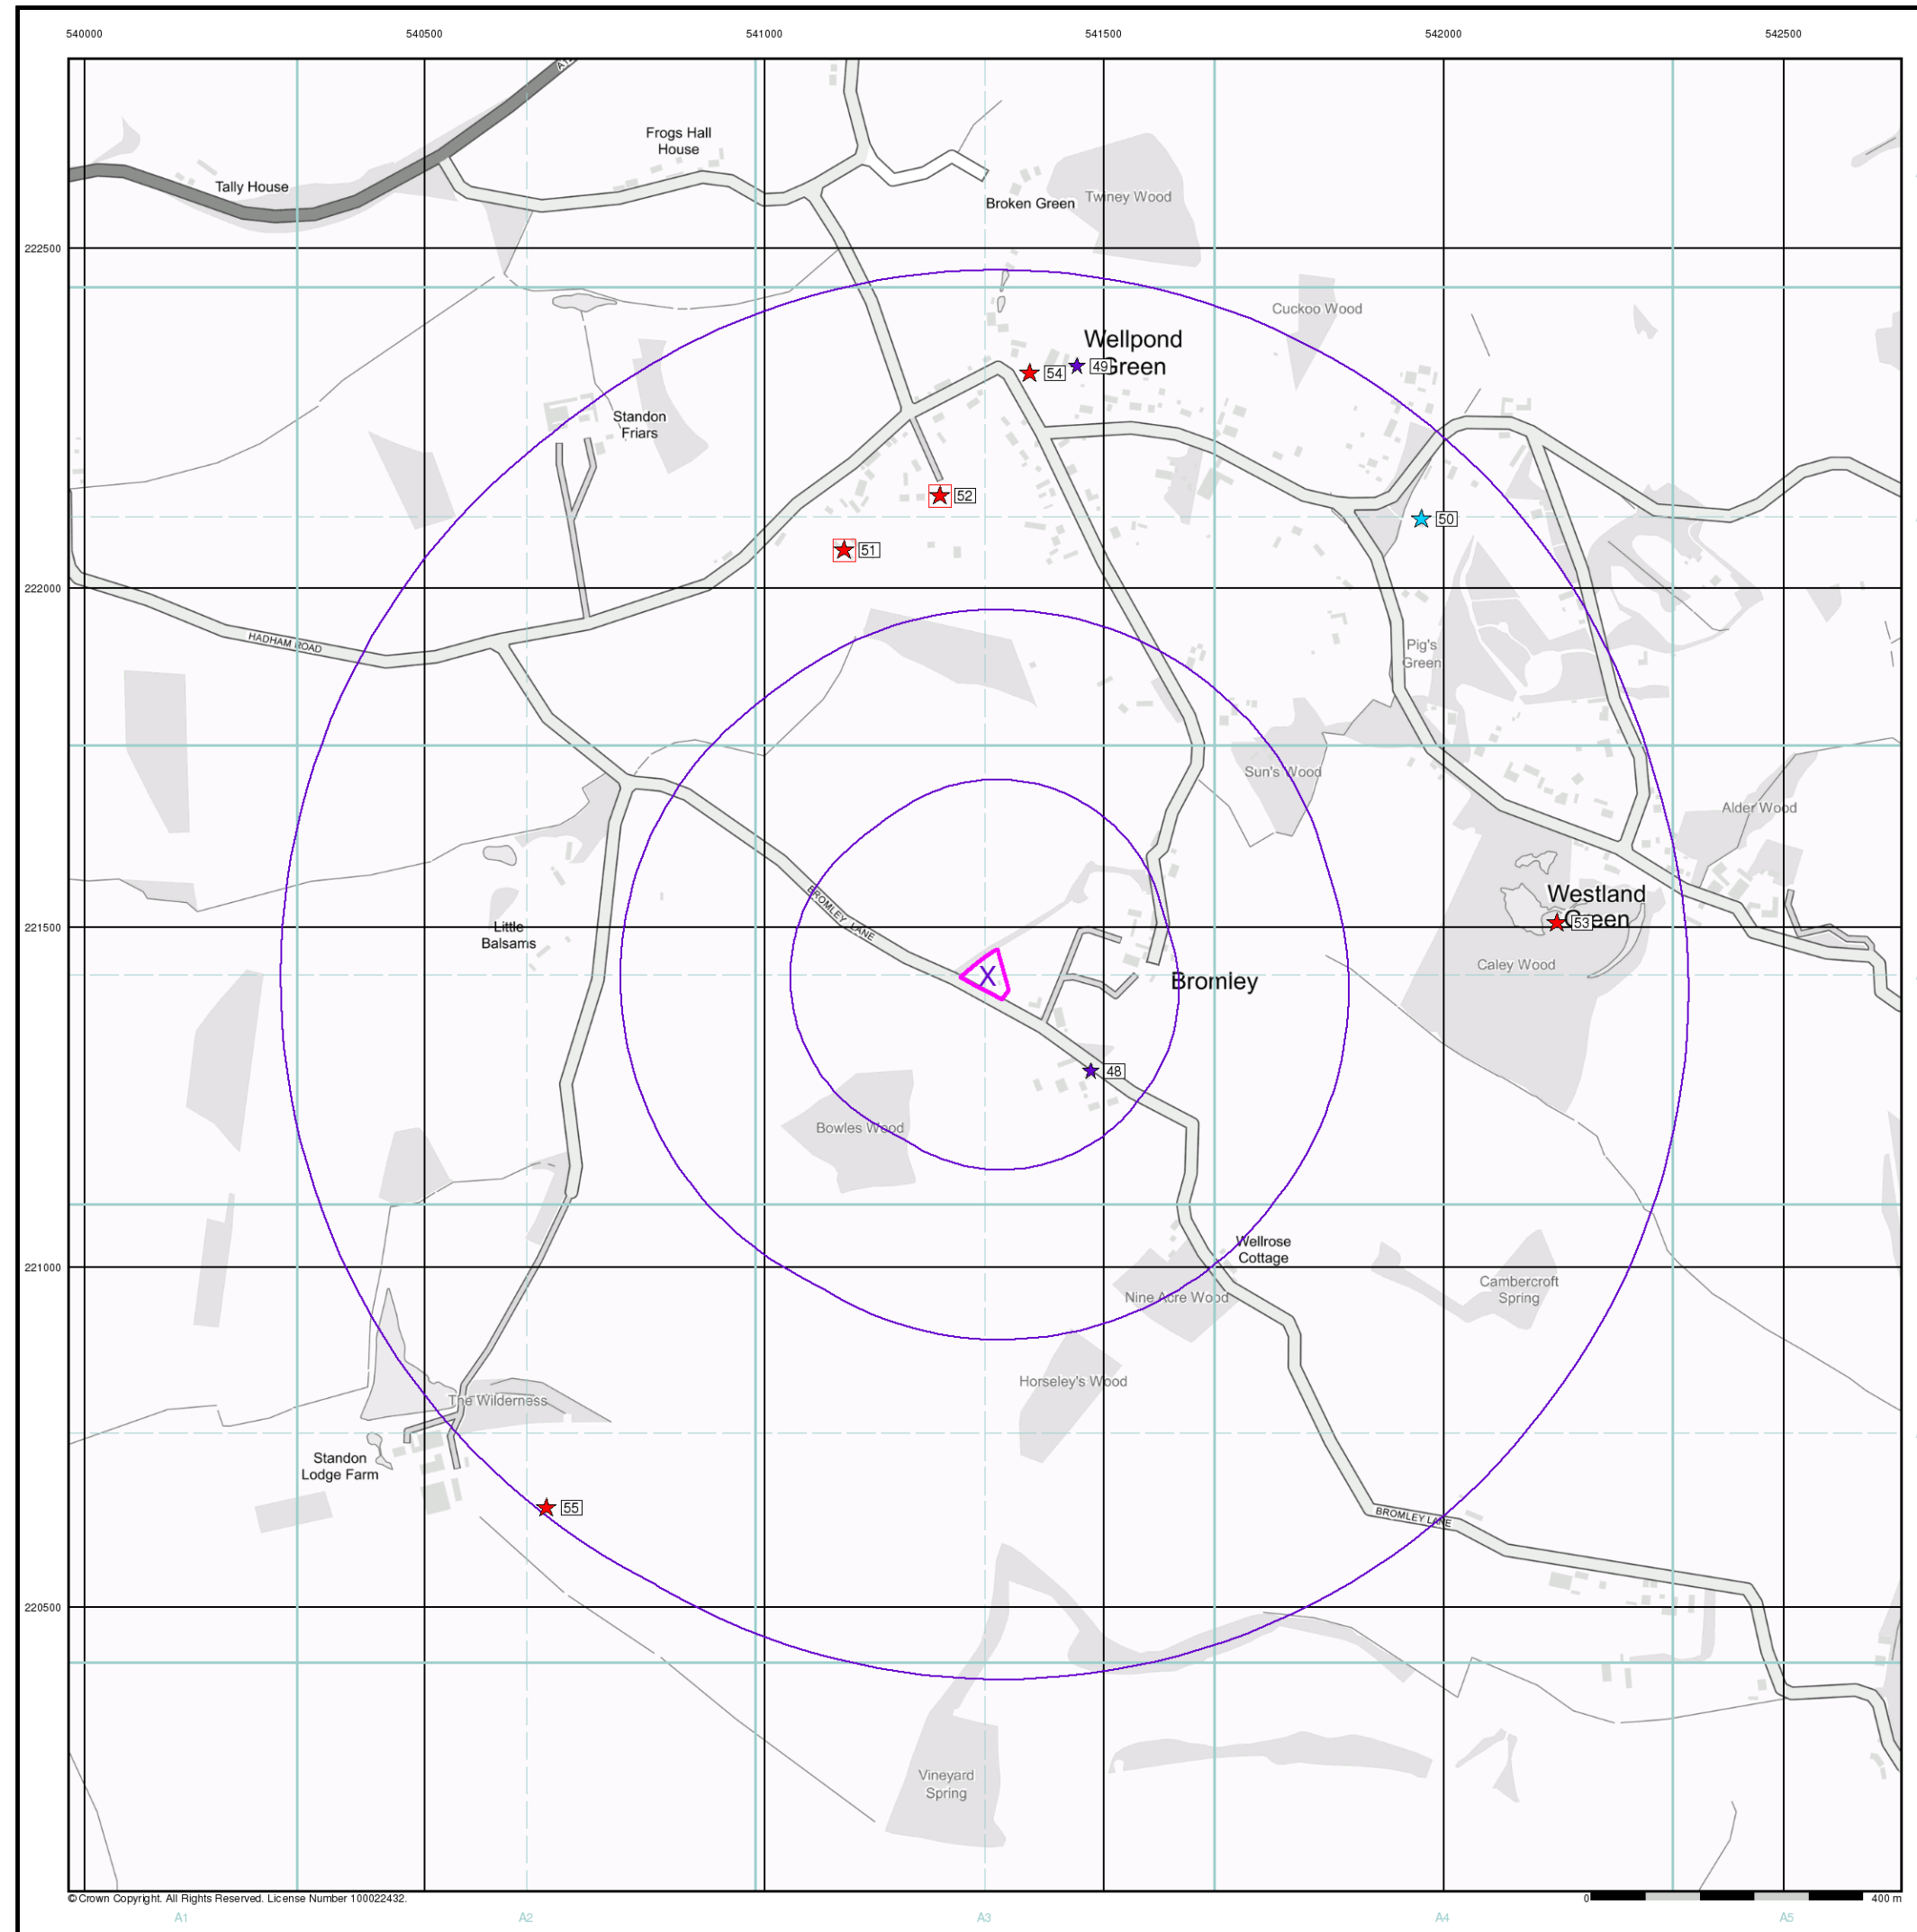 540000
540500
541000
541500
542000
542500
Frogs Hall
House
Tally House
Broken Green
Twiney Wood
222500
Cuckoo Wood
Wellpond
Green
54
49
Standon
Friars
52
50
51
222000
HADHAM ROAD
Pig's
Green
Sun's Wood
Alder Wood
BROMLEY LANE
Westland
Green
53
Little
Balsams
221500
Caley Wood
X
Bromley
48
Bowles Wood
Wellrose
Cottage
221000
Nine Acre Wood
Cambercroft
Spring
Horseley's Wood
The Wilderness
Standon
Lodge Farm
55
BROMLEY LANE
220500
Vineyard
Spring
© Crown Copyright. All Rights Reserved. License Number 100022432.
0
400 m
A1
A2
A3
A4
A5